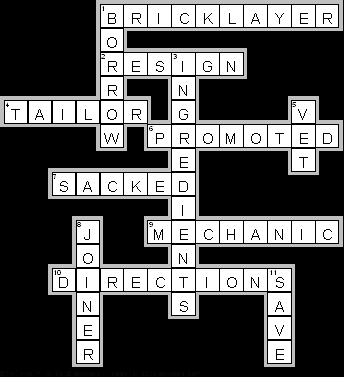 1 BRICKLAYER
1 BORROW
2 RESIGN
3 INGREDIENTS
4 TAILOR
5 VET
6 PROMOTED
7 SACKED
8 JOINER
9 MECHANIC
10 DIRECTIONS
11 SAVE